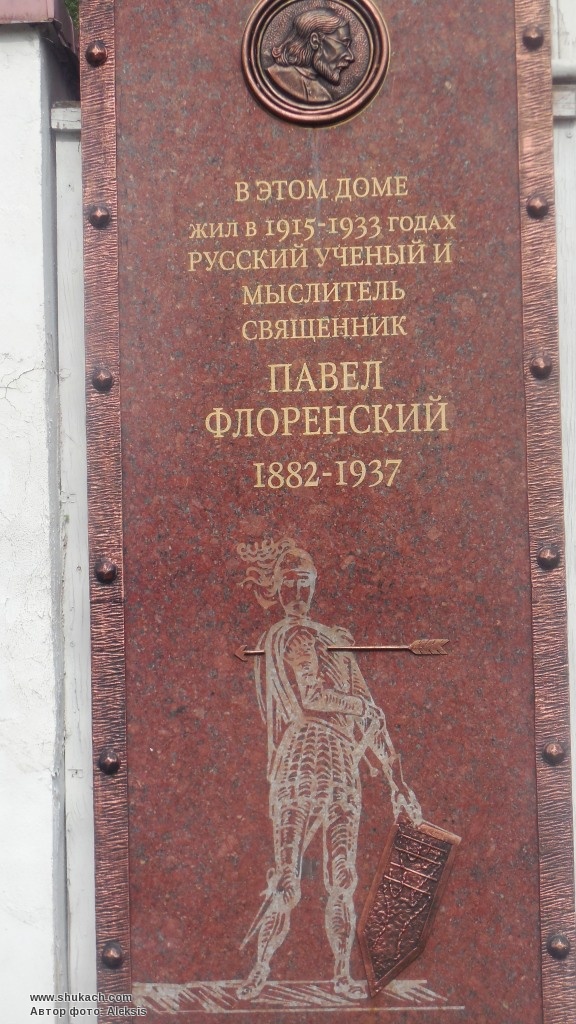 В ЭТОМ ДОМЕ
ЖИЛ В 1915-1933 ГОДАХ
РУССКИЙ УЧЕНЫЙ И
МЫСЛИТЕЛЬ
СВЯЩЕННИК
ПАВЕЛ
ФЛОРЕНСКИЙ
1882-1937
www.shukach.com
Автор фото: Aleksis